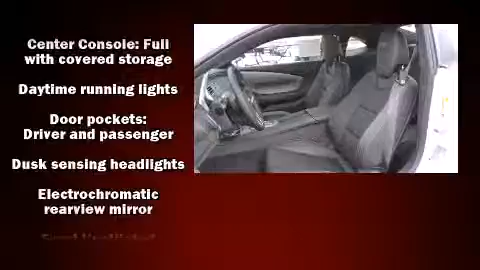 Center Console: Full
with covered storage
Daytime running lights
Door pockets:
Driver and passenger
Dusk sensing headlights
Electrochromatic
rearview mirror